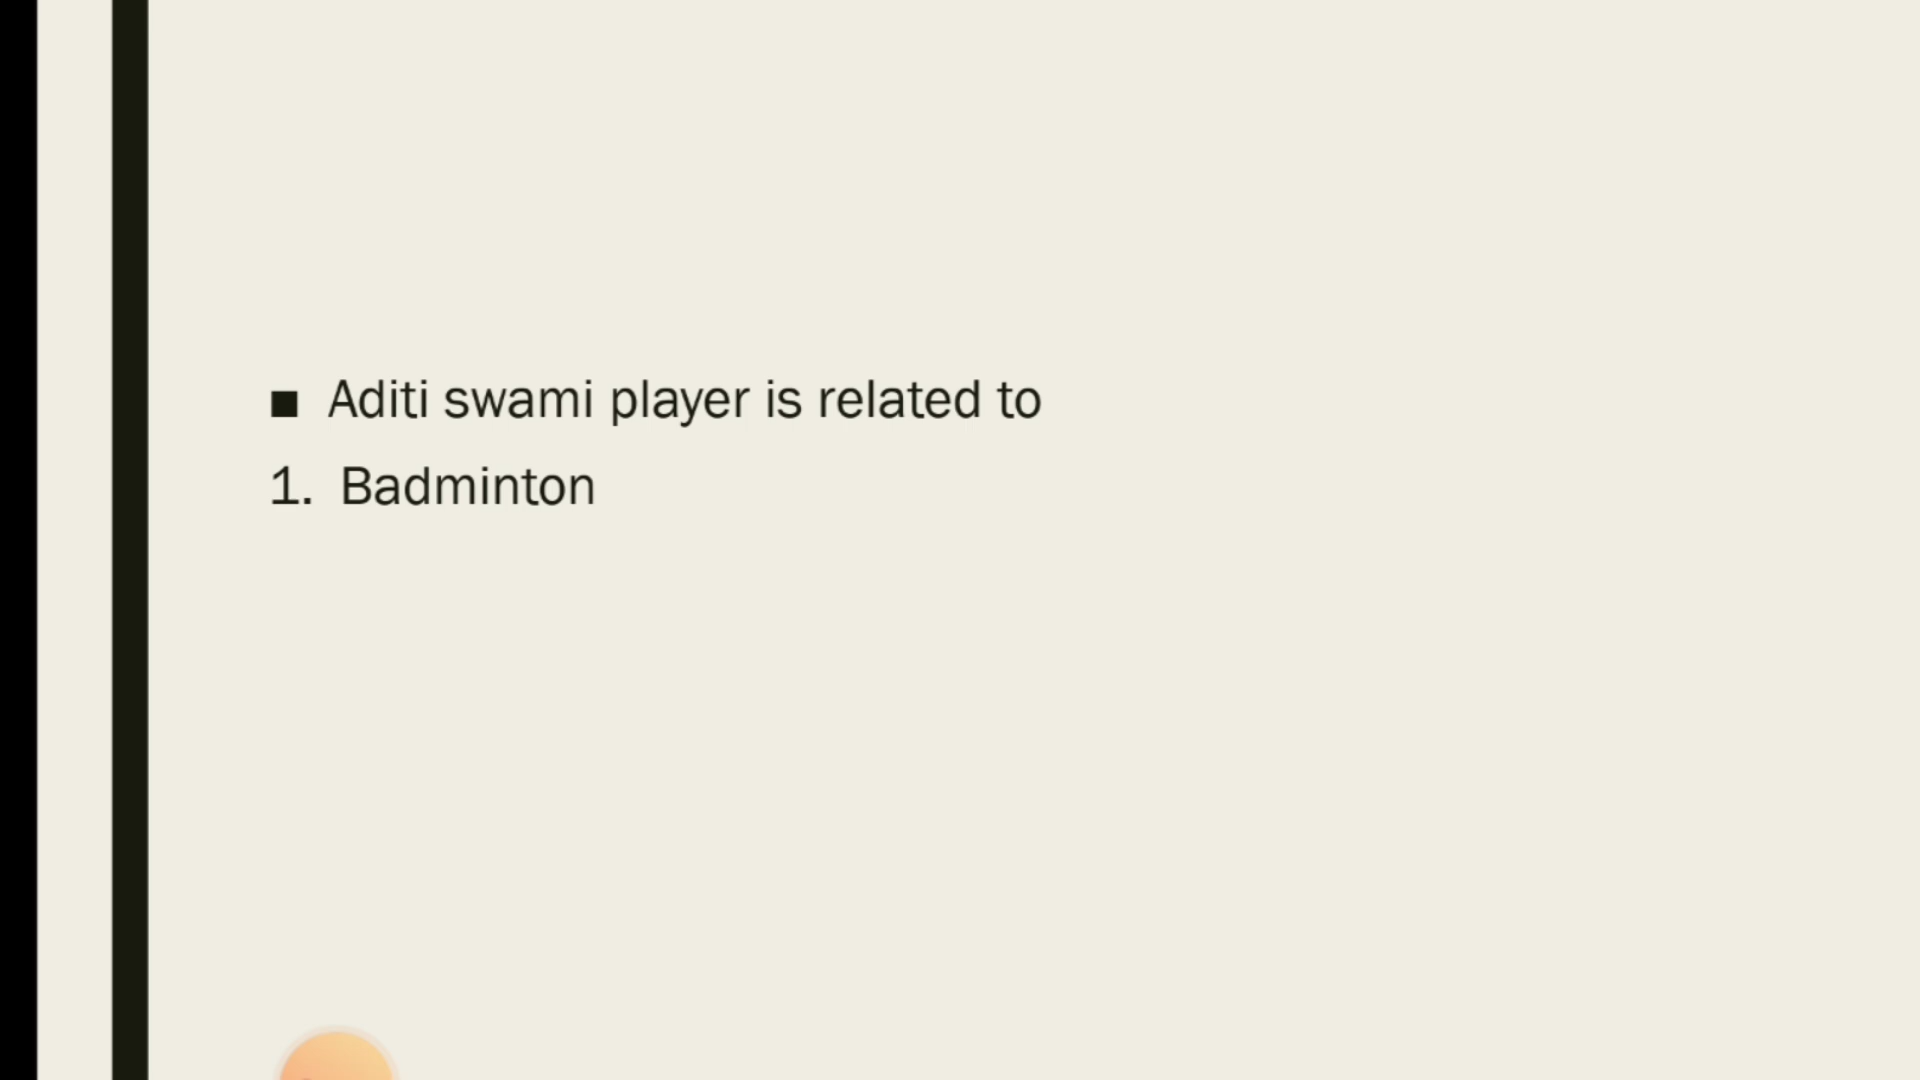 ▪ Aditi swami player is related to
1. Badminton